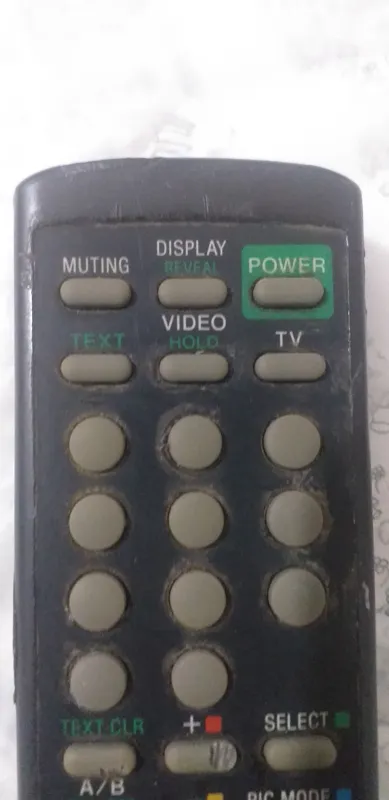 DISPLAY
MUTING REVEAL POWER
VIDEO
TEXT HOLD TV
TEXT CLR + SELECT
A/B PIC MODE